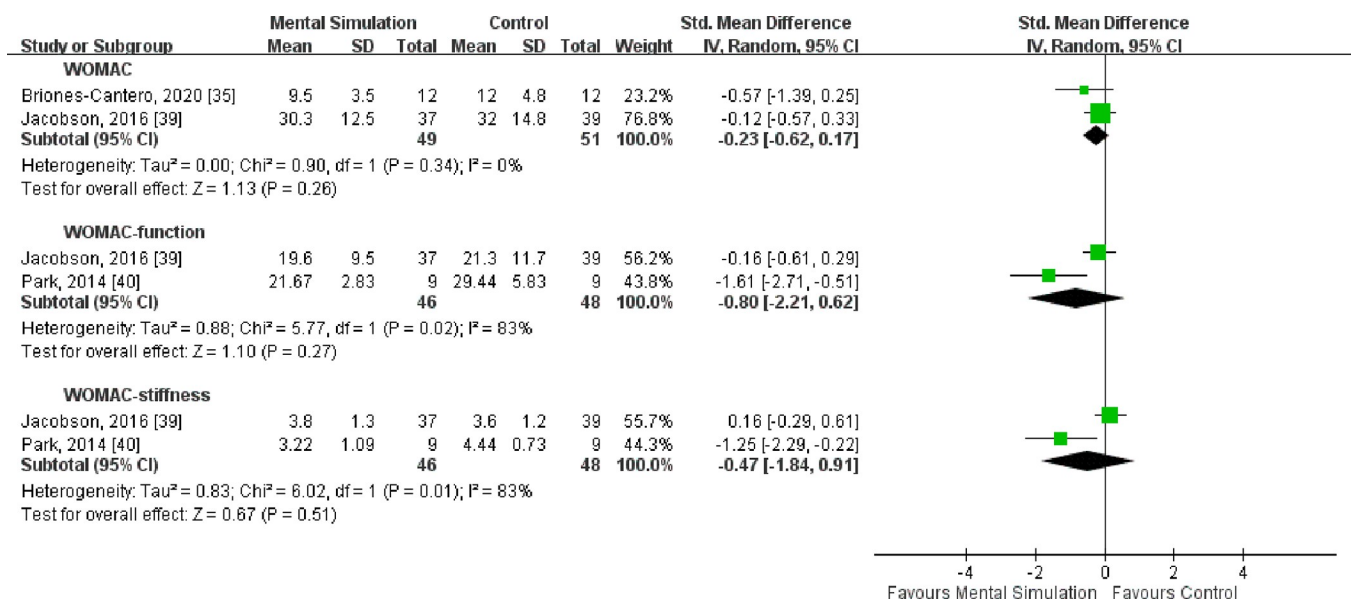 Mental Simulation Control Std. Mean Difference Std. Mean Difference
Study or Subgroup Mean SD Total Mean SD Total Weight IV, Random, 95% CI IV, Random, 95% CI
WOMAC
Briones-Cantero, 2020 [35] 9.5 3.5 12 12 4.8 12 23.2% -0.57 [-1.39, 0.25]
Jacobson, 2016 [39] 30.3 12.5 37 32 14.8 39 76.8% -0.12 [-0.57, 0.33]
Subtotal (95% CI) 49 51 100.0% -0.23 [-0.62, 0.17]
Heterogeneity: Tau² = 0.00; Chi² = 0.90, df = 1 (P = 0.34); I² = 0%
Test for overall effect: Z = 1.13 (P = 0.26)
WOMAC-function
Jacobson, 2016 [39] 19.6 9.5 37 21.3 11.7 39 56.2% -0.16 [-0.61, 0.29]
Park, 2014 [40] 21.67 2.83 9 29.44 5.83 9 43.8% -1.61 [-2.71, -0.51]
Subtotal (95% CI) 46 48 100.0% -0.80 [-2.21, 0.62]
Heterogeneity: Tau² = 0.88; Chi² = 5.77, df = 1 (P = 0.02); I² = 83%
Test for overall effect: Z = 1.10 (P = 0.27)
WOMAC-stiffness
Jacobson, 2016 [39] 3.8 1.3 37 3.6 1.2 39 55.7% 0.16 [-0.29, 0.61]
Park, 2014 [40] 3.22 1.09 9 4.44 0.73 9 44.3% -1.25 [-2.29, -0.22]
Subtotal (95% CI) 46 48 100.0% -0.47 [-1.84, 0.91]
Heterogeneity: Tau² = 0.83; Chi² = 6.02, df = 1 (P = 0.01); I² = 83%
Test for overall effect: Z = 0.67 (P = 0.51)
-4 -2 0 2 4
Favours Mental Simulation Favours Control